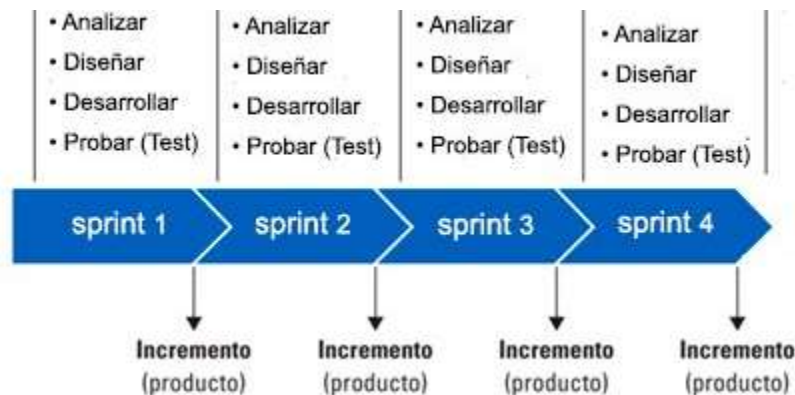 • Analizar
• Diseñar
• Desarrollar
• Probar (Test)
• Analizar
• Diseñar
• Desarrollar
• Probar (Test)
• Analizar
• Diseñar
• Desarrollar
• Probar (Test)
• Analizar
• Diseñar
• Desarrollar
• Probar (Test)
sprint 1
sprint 2
sprint 3
sprint 4
Incremento
(producto)
Incremento
(producto)
Incremento
(producto)
Incremento
(producto)